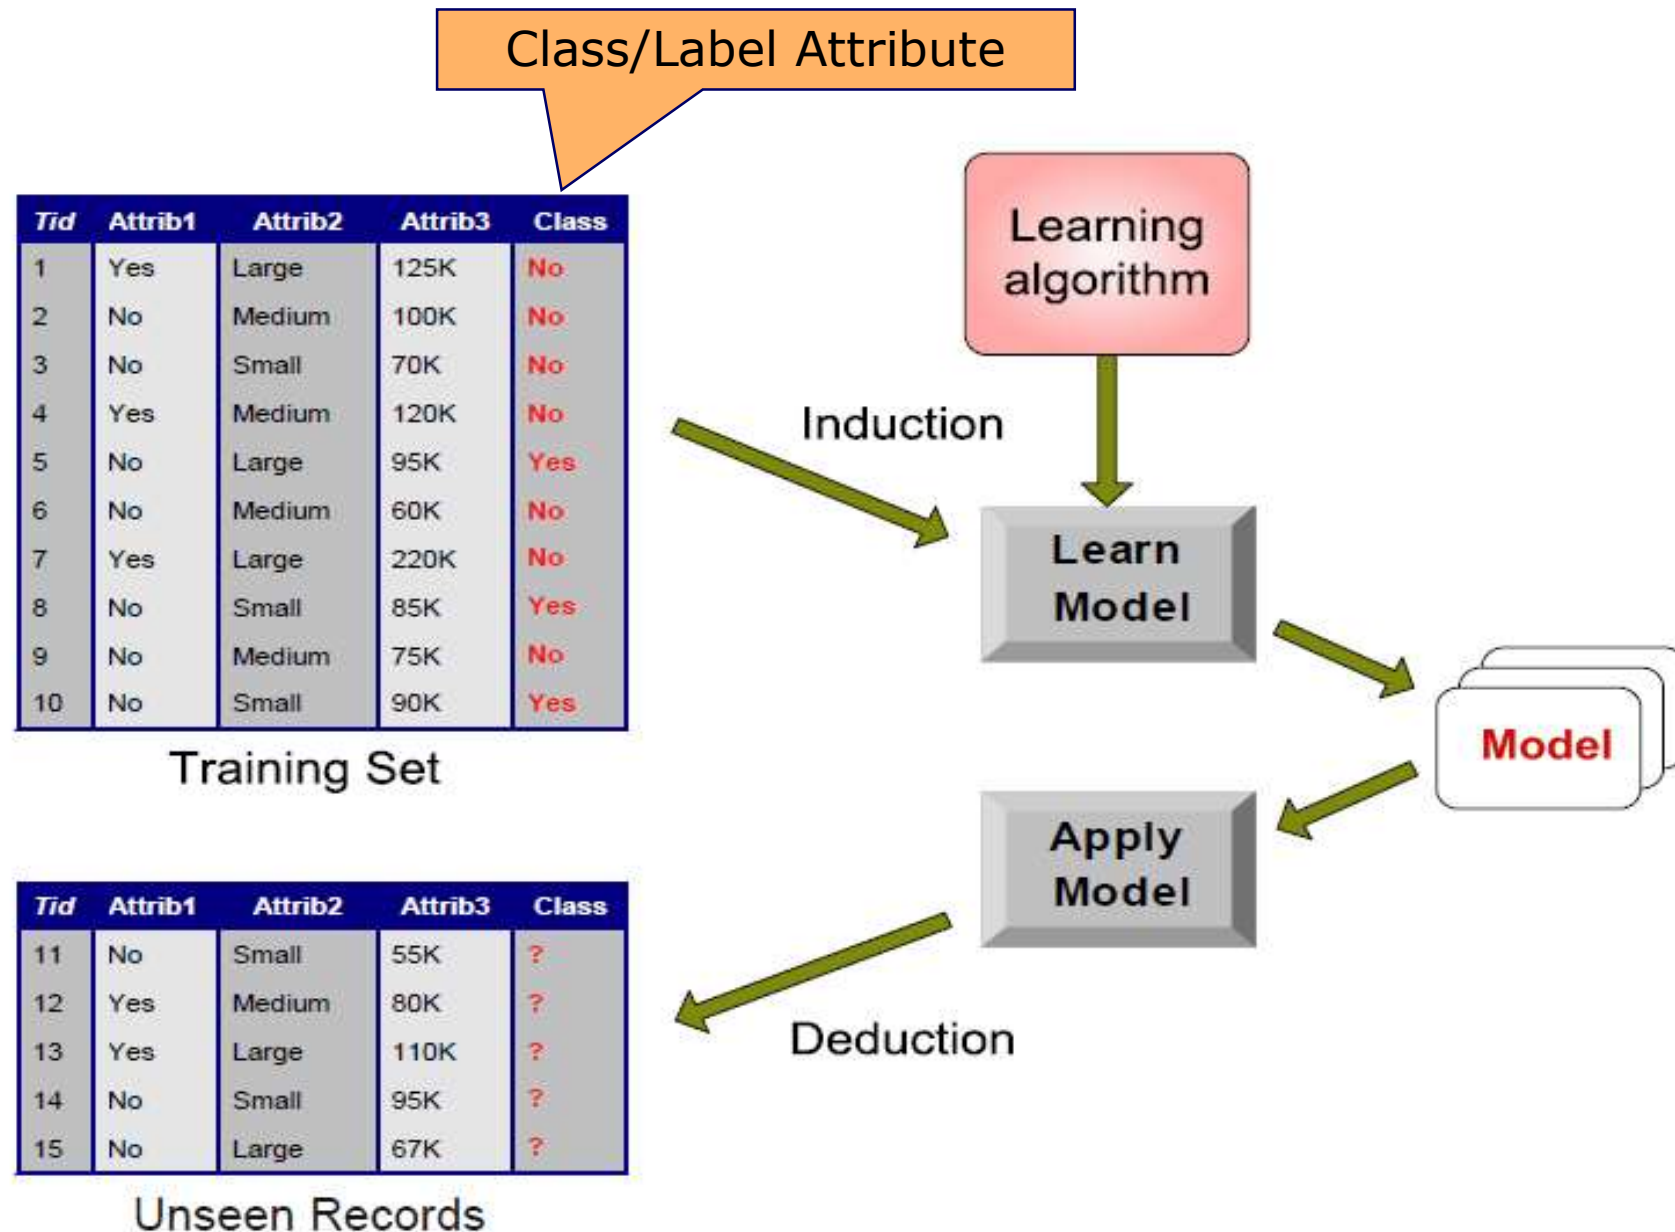 Class/Label Attribute
Tid Attrib1 Attrib2 Attrib3 Class
1 Yes Large 125K No
2 No Medium 100K No
3 No Small 70K No
4 Yes Medium 120K No
5 No Large 95K Yes
6 No Medium 60K No
7 Yes Large 220K No
8 No Small 85K Yes
9 No Medium 75K No
10 No Small 90K Yes
Training Set
Learning
algorithm
Induction
Learn
Model
Model
Apply
Model
Deduction
Tid Attrib1 Attrib2 Attrib3 Class
11 No Small 55K ?
12 Yes Medium 80K ?
13 Yes Large 110K ?
14 No Small 95K ?
15 No Large 67K ?
Unseen Records